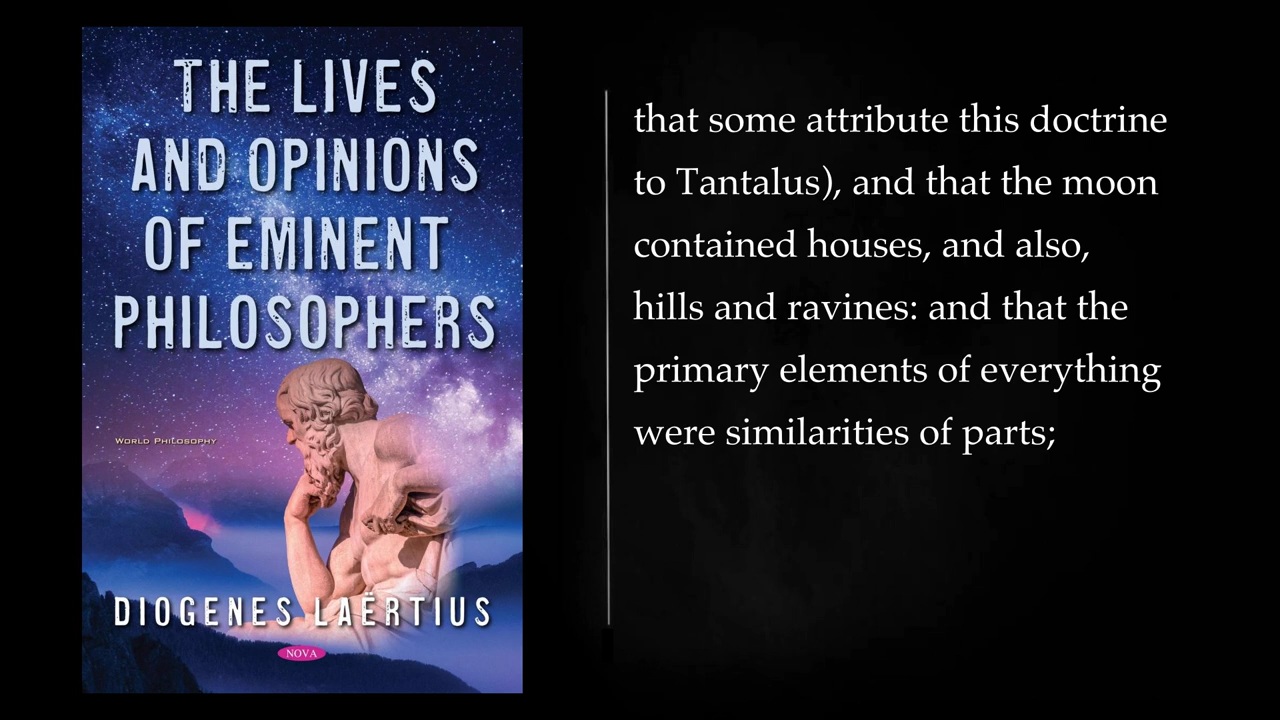 THE LIVES
AND OPINIONS
OF EMINENT
PHILOSOPHERS
WORLD PHILOSOPHY
DIOGENES LAËRTIUS
NOVA
that some attribute this doctrine
to Tantalus), and that the moon
contained houses, and also,
hills and ravines: and that the
primary elements of everything
were similarities of parts;